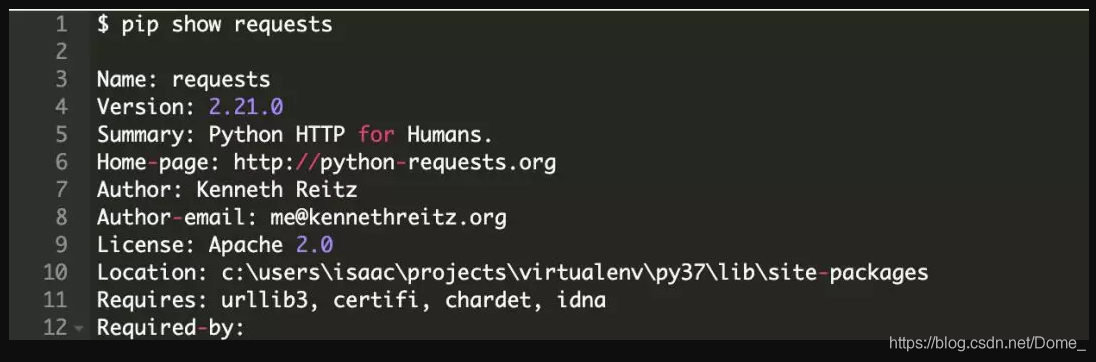 1 $ pip show requests
2
3 Name: requests
4 Version: 2.21.0
5 Summary: Python HTTP for Humans.
6 Home-page: http://python-requests.org
7 Author: Kenneth Reitz
8 Author-email: me@kennethreitz.org
9 License: Apache 2.0
10 Location: c:\users\isaac\projects\virtualenv\py37\lib\site-packages
11 Requires: urllib3, certifi, chardet, idna
12 Required-by:
https://blog.csdn.net/Dome_